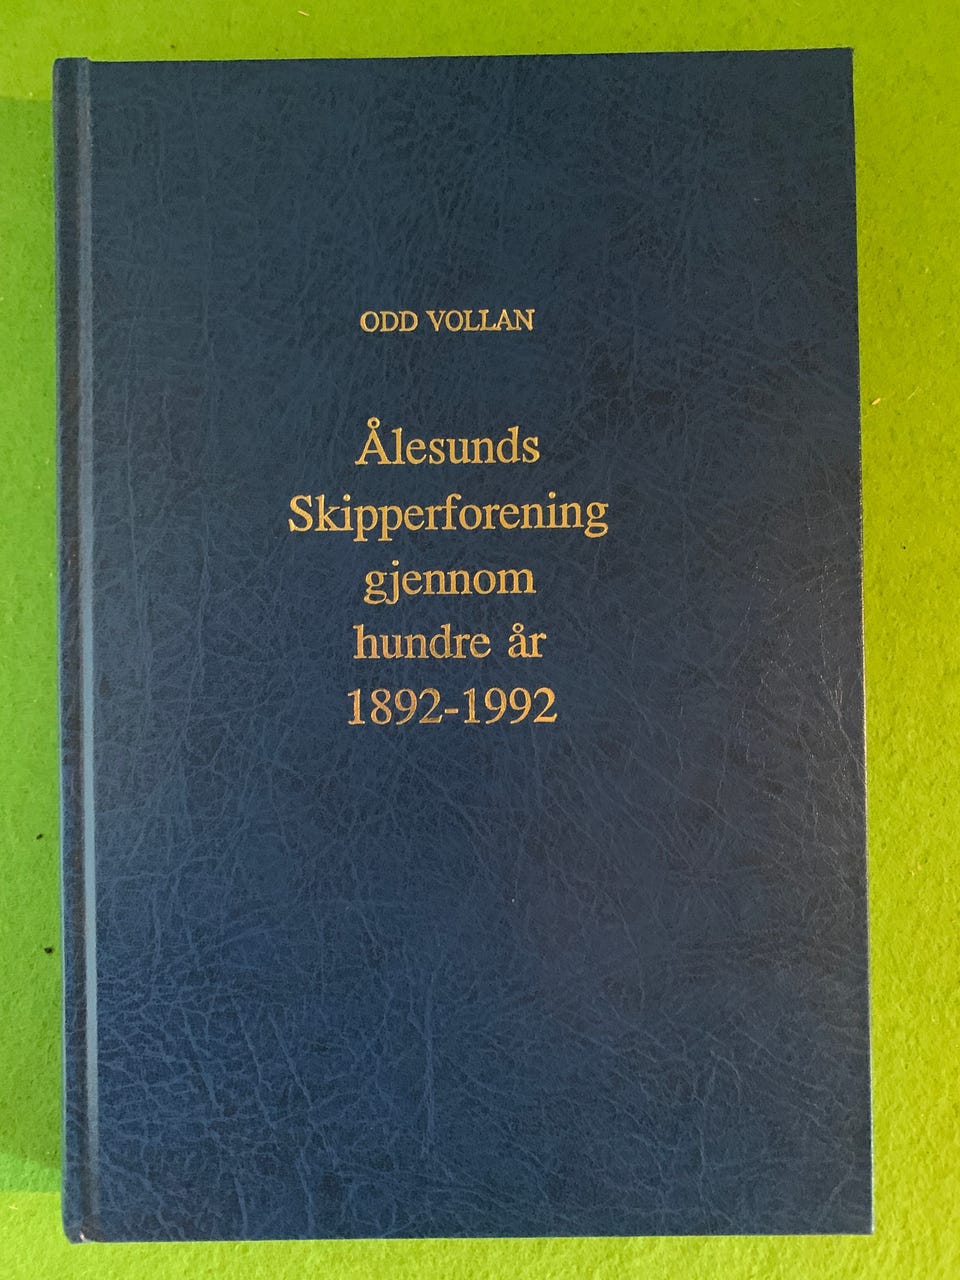 ODD VOLLAN
Ålesunds
Skipperforening
gjennom
hundre år
1892-1992